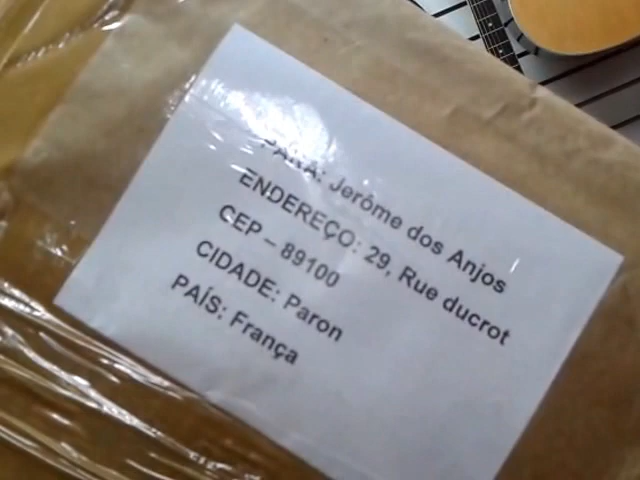 PARA: Jerôme dos Anjos
ENDEREÇO: 29, Rue ducrot
CEP – 89100
CIDADE: Paron
PAÍS: França